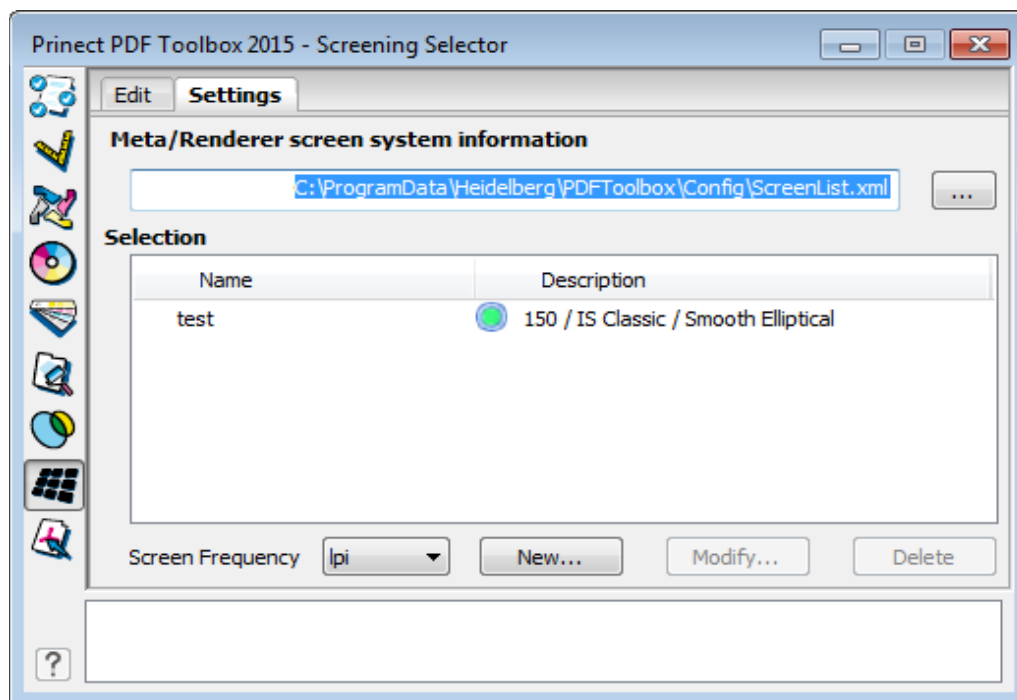 Prinect PDF Toolbox 2015 - Screening Selector
Edit Settings
Meta/Renderer screen system information
C:\ProgramData\Heidelberg\PDFToolbox\Config\ScreenList.xml ...
Selection
Name Description
test 150 / IS Classic / Smooth Elliptical
Screen Frequency lpi New... Modify... Delete
?